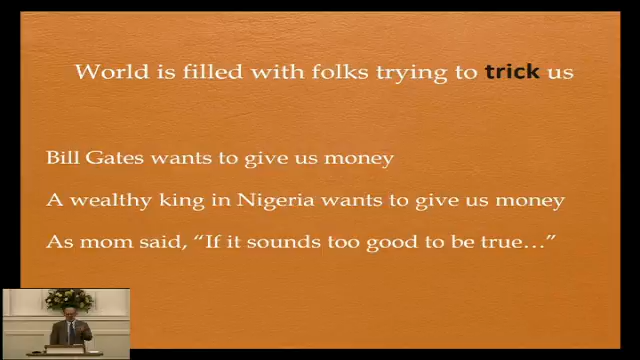 World is filled with folks trying to trick us
Bill Gates wants to give us money
A wealthy king in Nigeria wants to give us money
As mom said, “If it sounds too good to be true…”